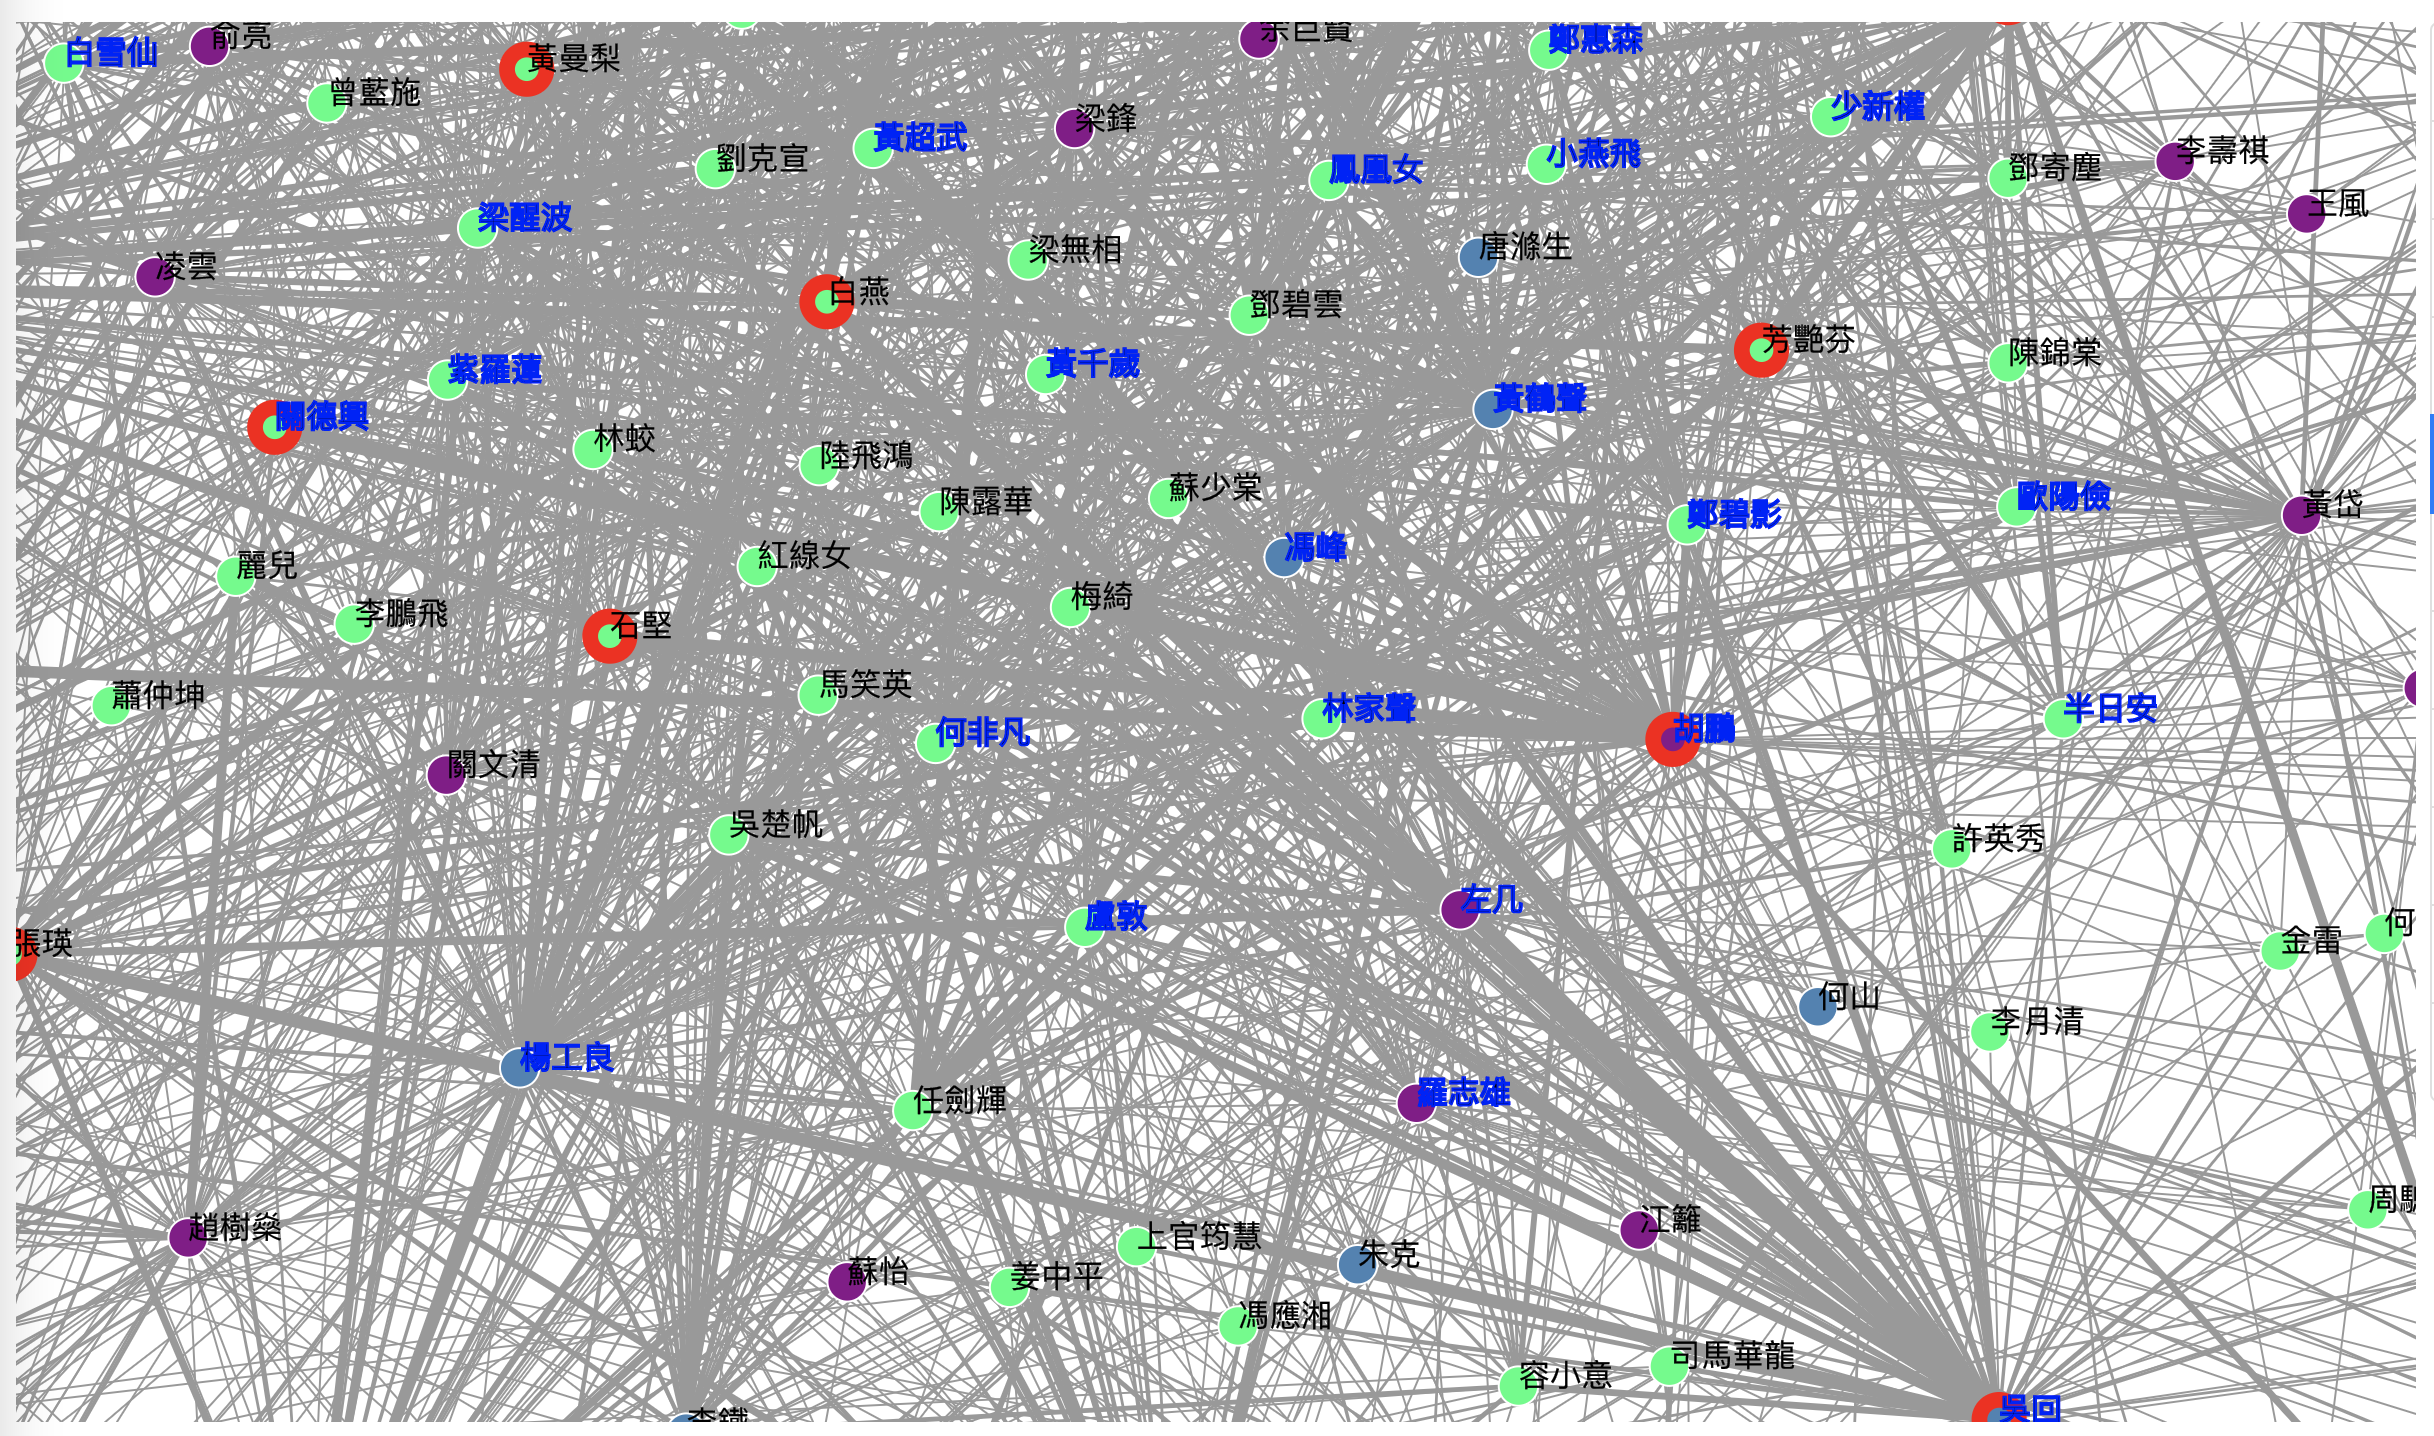 俞亮
白雪仙
黃曼梨
曾藍施
鄭惠森
少新權
梁鋒
黃超武
劉克宣
鳳凰女
小燕飛
鄧寄塵
李壽祺
王風
梁醒波
梁無相
唐滌生
凌雲
白燕
鄧碧雲
芳艷芬
陳錦棠
紫羅蓮
黃千歲
黃鶴聲
關德興
林蛟
陸飛鴻
陳露華
蘇少棠
鄭碧影
歐陽儉
黃岱
紅線女
馮峰
麗兒
李鵬飛
石堅
梅綺
蕭仲坤
馬笑英
林家聲
半日安
何非凡
胡鵬
關文清
吳楚帆
許英秀
左几
盧敦
何
金雷
張瑛
何山
李月清
楊工良
任劍輝
羅志雄
周
趙樹燊
上官筠慧
江籬
朱克
蘇怡
姜中平
馮應湘
司馬華龍
容小意
吳回